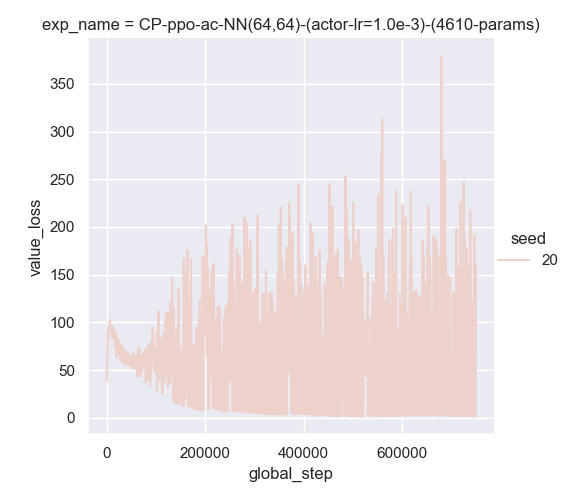 exp_name = CP-ppo-ac-NN(64,64)-(actor-lr=1.0e-3)-(4610-params)
350
300
250
200
150
100
50
0
value_loss
0 200000 400000 600000
global_step
seed
20